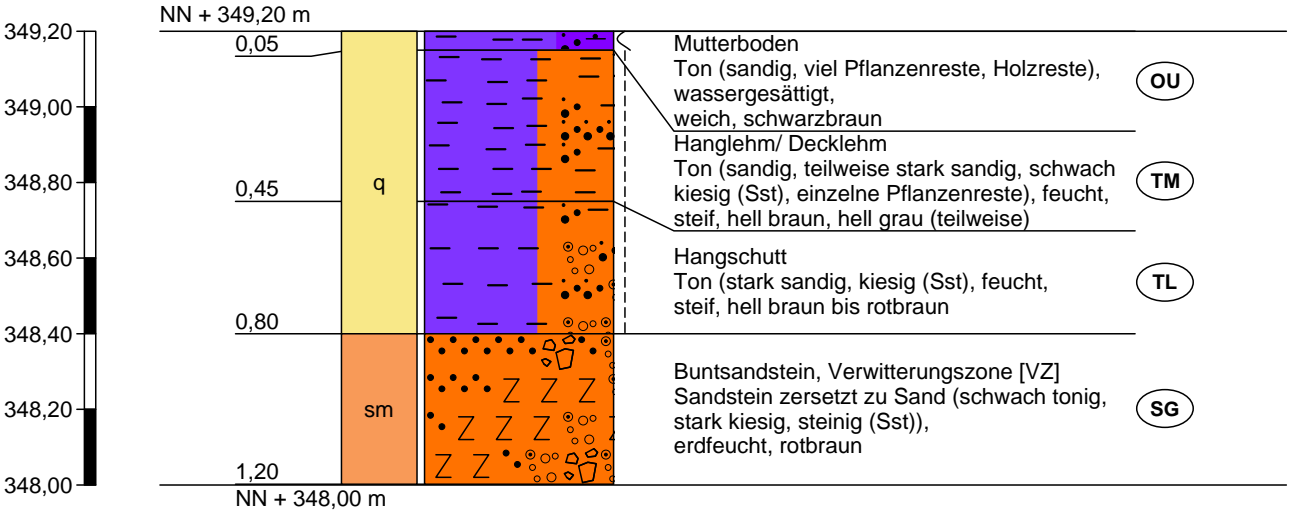 NN + 349,20 m
349,20
349,00
348,80
348,60
348,40
348,20
348,00
0,05
0,45
0,80
1,20
NN + 348,00 m
q
sm
Mutterboden
Ton (sandig, viel Pflanzenreste, Holzreste),
wassergesättigt,
weich, schwarzbraun
OU
Hanglehm/ Decklehm
Ton (sandig, teilweise stark sandig, schwach
kiesig (Sst), einzelne Pflanzenreste), feucht,
steif, hell braun, hell grau (teilweise)
TM
Hangschutt
Ton (stark sandig, kiesig (Sst), feucht,
steif, hell braun bis rotbraun
TL
Buntsandstein, Verwitterungszone [VZ]
Sandstein zersetzt zu Sand (schwach tonig,
stark kiesig, steinig (Sst)),
erdfeucht, rotbraun
SG
Z Z Z
Z Z Z
Z Z